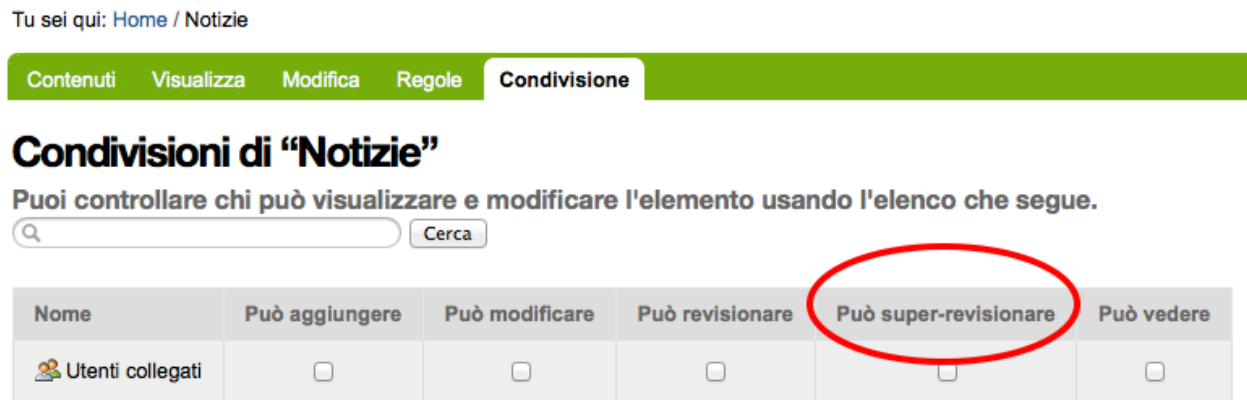 Tu sei qui: Home / Notizie
Contenuti Visualizza Modifica Regole Condivisione
Condivisioni di “Notizie”
Puoi controllare chi può visualizzare e modificare l'elemento usando l'elenco che segue.
Cerca
Nome Può aggiungere Può modificare Può revisionare Può super-revisionare Può vedere
Utenti collegati